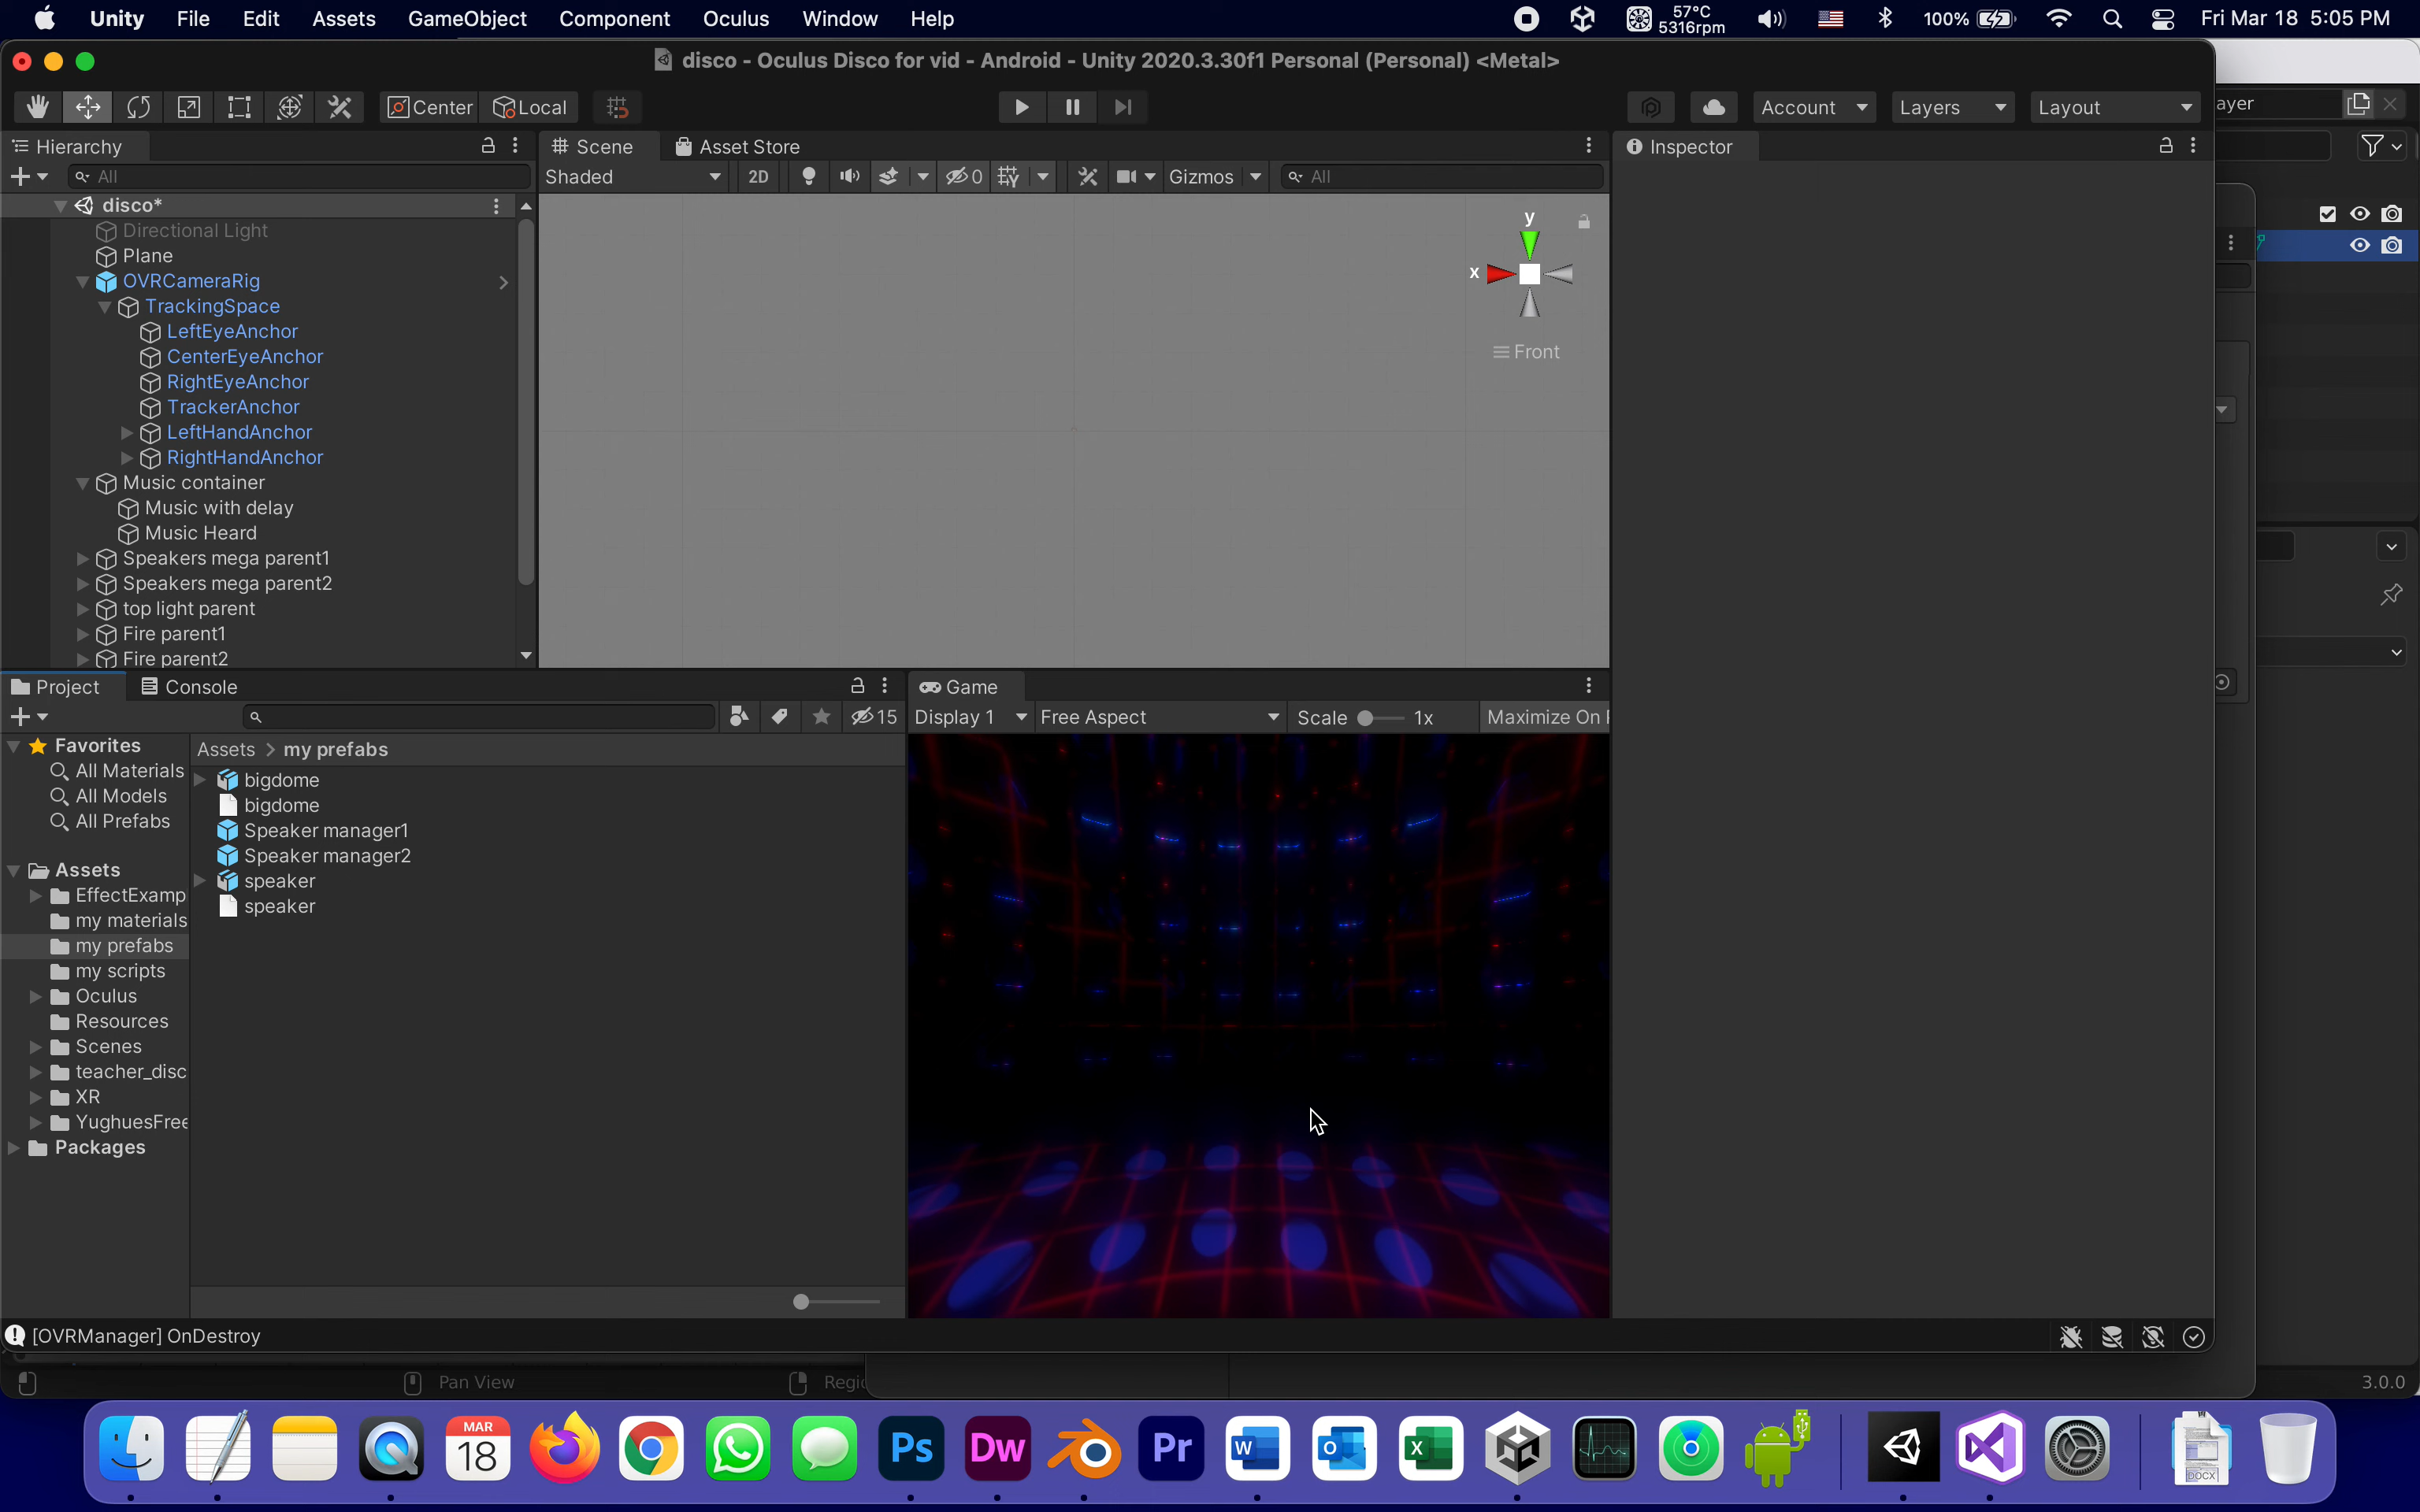 Unity File Edit Assets GameObject Component Oculus Window Help
57°C
5316rpm
100%
Fri Mar 18 5:05 PM
disco - Oculus Disco for vid - Android - Unity 2020.3.30f1 Personal (Personal) <Metal>
Center Local
Account Layers Layout
ayer
Hierarchy
Scene Asset Store
Inspector
All
Shaded 2D 0 Gizmos All
disco*
Directional Light
Plane
OVRCameraRig
TrackingSpace
LeftEyeAnchor
CenterEyeAnchor
RightEyeAnchor
TrackerAnchor
LeftHandAnchor
RightHandAnchor
Music container
Music with delay
Music Heard
Speakers mega parent1
Speakers mega parent2
top light parent
Fire parent1
Fire parent2
y
x
Front
Project Console
15
Game
Display 1 Free Aspect Scale 1x Maximize On
Favorites
All Materials
All Models
All Prefabs
Assets
EffectExamp
my materials
my prefabs
my scripts
Oculus
Resources
Scenes
teacher_disc
XR
YughuesFree
Packages
Assets > my prefabs
bigdome
bigdome
Speaker manager1
Speaker manager2
speaker
speaker
[OVRManager] OnDestroy
Pan View
Regi
3.0.0
MAR
18
Ps
Dw
Pr
W
O
X
DOCX